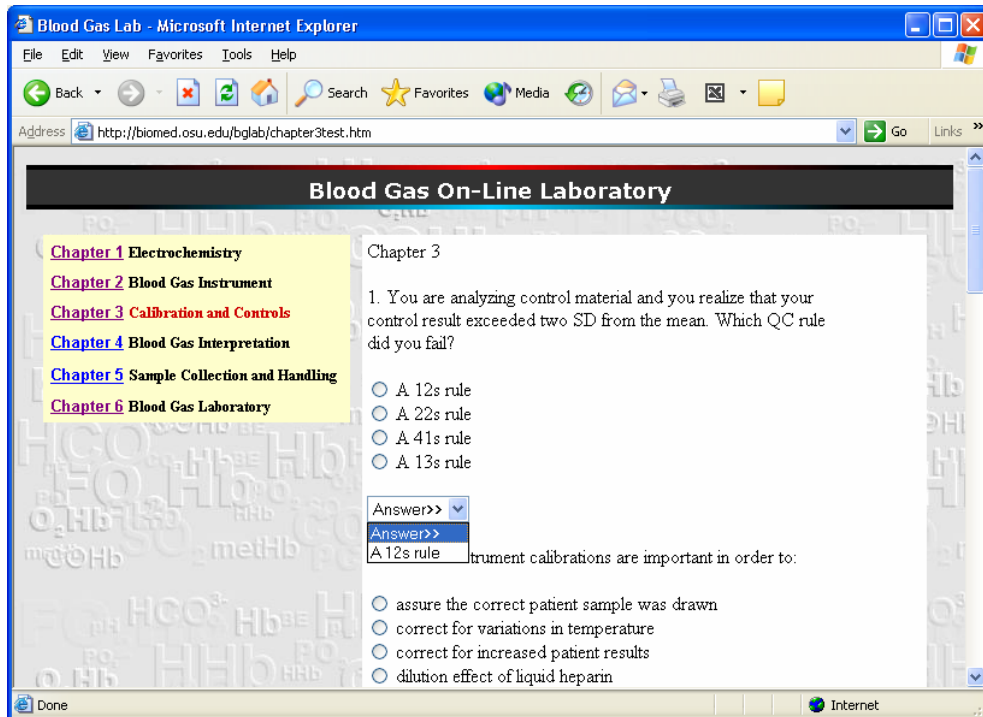 Blood Gas Lab - Microsoft Internet Explorer
File Edit View Favorites Tools Help
Back Search Favorites Media
Address http://biomed.osu.edu/bglab/chapter3test.htm Go Links »
Blood Gas On-Line Laboratory
Chapter 1 Electrochemistry
Chapter 2 Blood Gas Instrument
Chapter 3 Calibration and Controls
Chapter 4 Blood Gas Interpretation
Chapter 5 Sample Collection and Handling
Chapter 6 Blood Gas Laboratory
Chapter 3
1. You are analyzing control material and you realize that your
control result exceeded two SD from the mean. Which QC rule
did you fail?
A 12s rule
A 22s rule
A 41s rule
A 13s rule
Answer>>
Answer>>
A 12s rule
trument calibrations are important in order to:
assure the correct patient sample was drawn
correct for variations in temperature
correct for increased patient results
dilution effect of liquid heparin
Done Internet